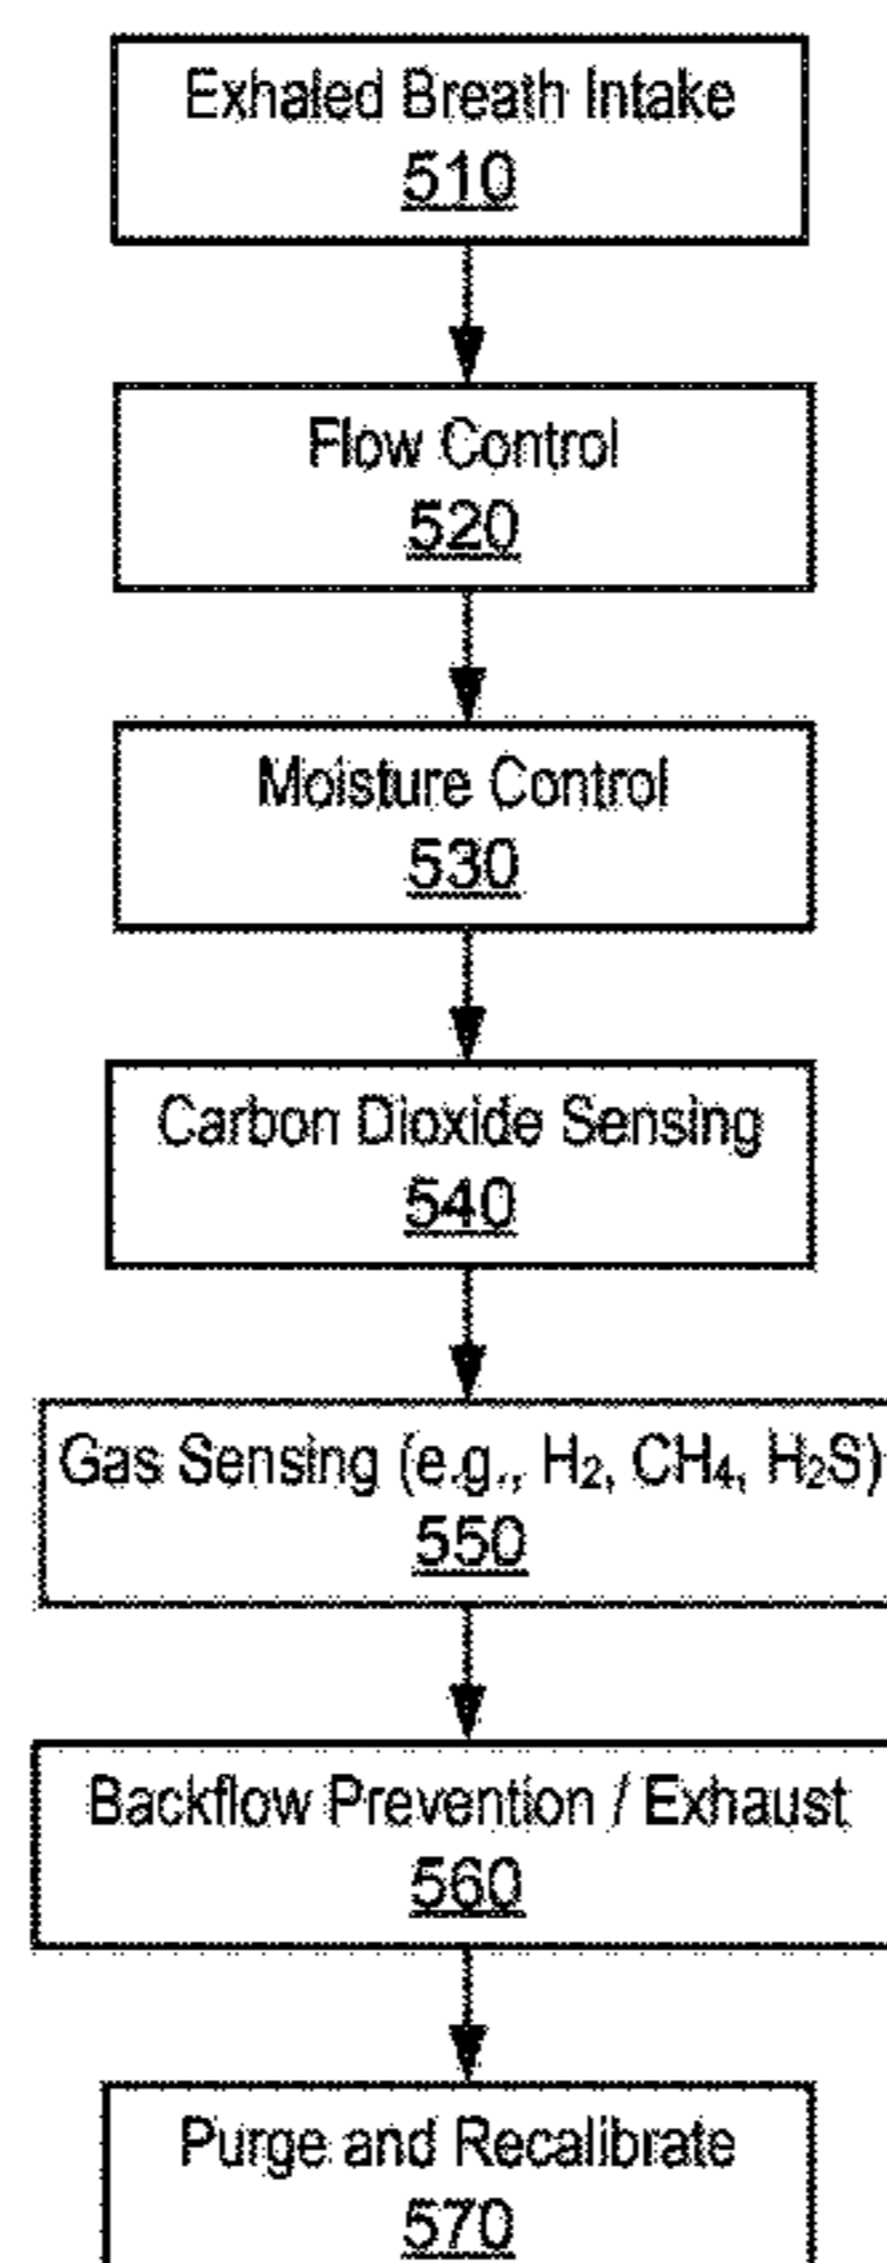 Exhaled Breath Intake
510
Flow Control
520
Moisture Control
530
Carbon Dioxide Sensing
540
Gas Sensing (e.g., H₂, CH₄, H₂S)
550
Backflow Prevention / Exhaust
560
Purge and Recalibrate
570